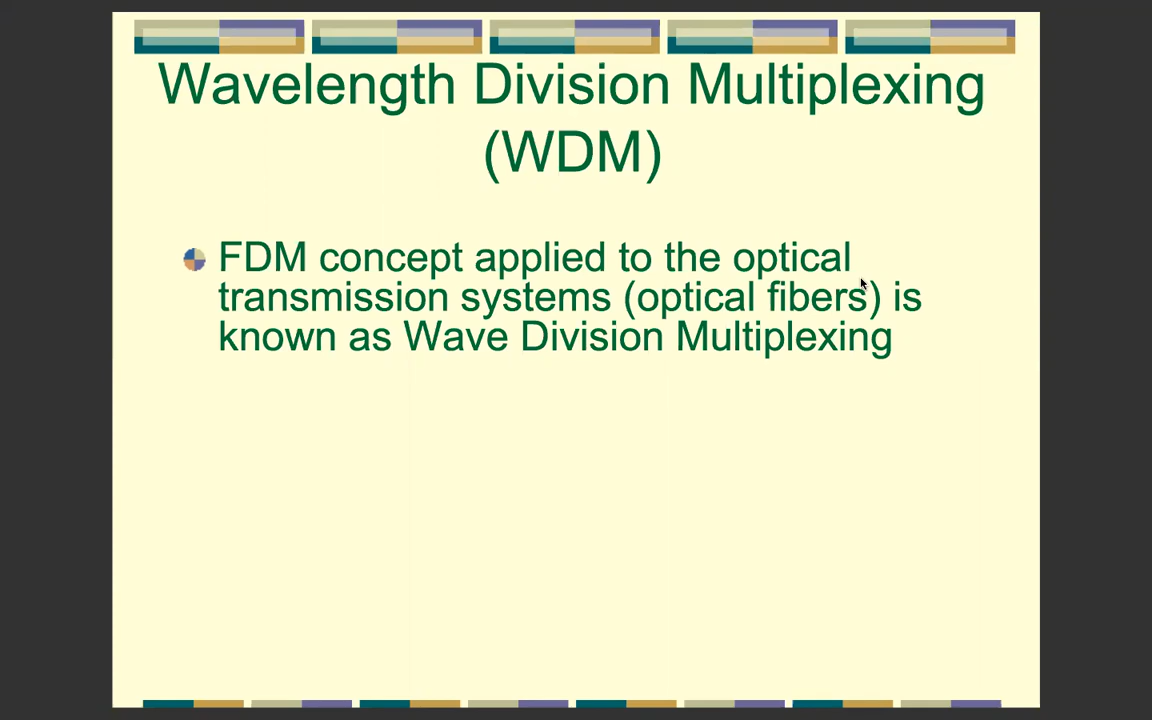 Wavelength Division Multiplexing
(WDM)
FDM concept applied to the optical
transmission systems (optical fibers) is
known as Wave Division Multiplexing